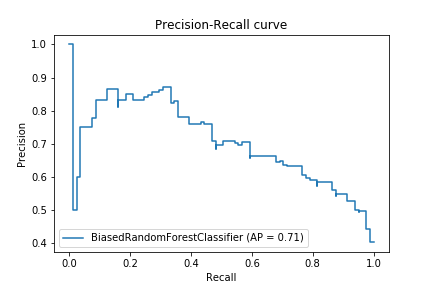 Precision-Recall curve
1.0
0.9
0.8
0.7
0.6
0.5
0.4
Precision
BiasedRandomForestClassifier (AP = 0.71)
0.0 0.2 0.4 0.6 0.8 1.0
Recall